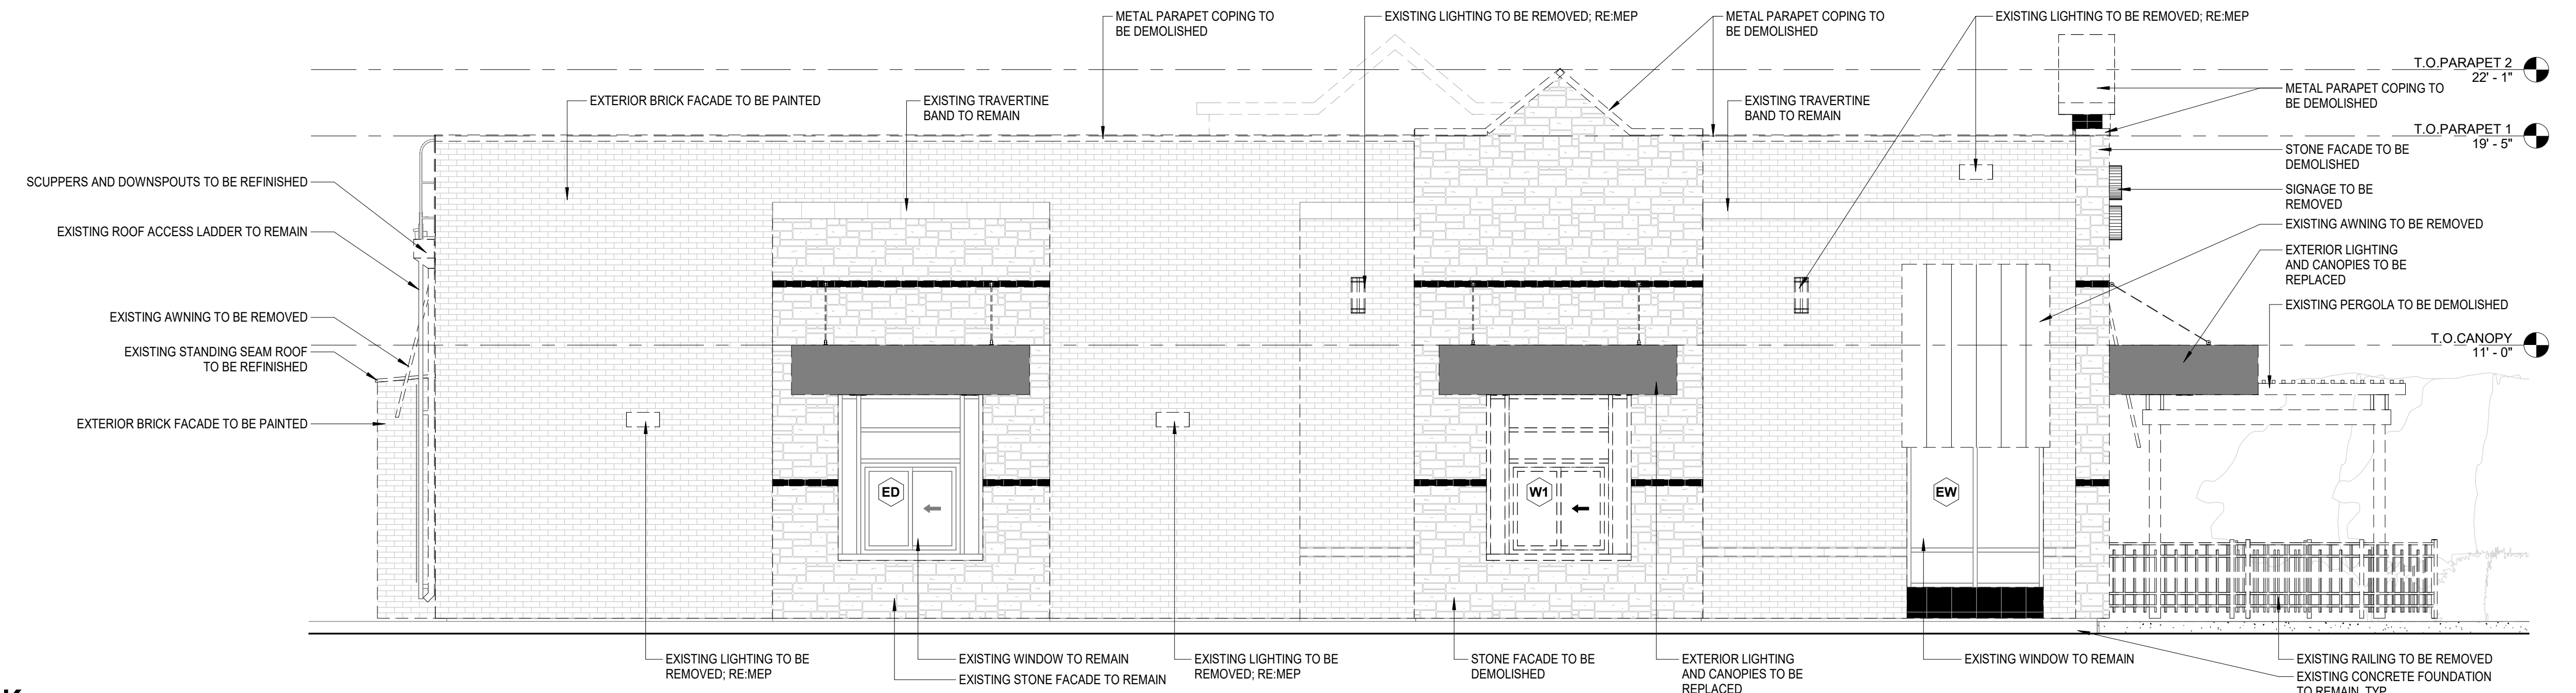 METAL PARAPET COPING TO
BE DEMOLISHED
EXISTING LIGHTING TO BE REMOVED; RE:MEP
METAL PARAPET COPING TO
BE DEMOLISHED
EXISTING LIGHTING TO BE REMOVED; RE:MEP
T.O.PARAPET 2
22' - 1"
METAL PARAPET COPING TO
BE DEMOLISHED
EXTERIOR BRICK FACADE TO BE PAINTED
EXISTING TRAVERTINE
BAND TO REMAIN
EXISTING TRAVERTINE
BAND TO REMAIN
T.O.PARAPET 1
19' - 5"
STONE FACADE TO BE
DEMOLISHED
SCUPPERS AND DOWNSPOUTS TO BE REFINISHED
SIGNAGE TO BE
REMOVED
EXISTING ROOF ACCESS LADDER TO REMAIN
EXISTING AWNING TO BE REMOVED
EXTERIOR LIGHTING
AND CANOPIES TO BE
REPLACED
EXISTING PERGOLA TO BE DEMOLISHED
EXISTING AWNING TO BE REMOVED
T.O.CANOPY
11' - 0"
EXISTING STANDING SEAM ROOF
TO BE REFINISHED
EXTERIOR BRICK FACADE TO BE PAINTED
ED
W1
EW
EXISTING LIGHTING TO BE
REMOVED; RE:MEP
EXISTING WINDOW TO REMAIN
EXISTING STONE FACADE TO REMAIN
EXISTING LIGHTING TO BE
REMOVED; RE:MEP
STONE FACADE TO BE
DEMOLISHED
EXTERIOR LIGHTING
AND CANOPIES TO BE
REPLACED
EXISTING WINDOW TO REMAIN
EXISTING RAILING TO BE REMOVED
EXISTING CONCRETE FOUNDATION
TO REMAIN, TYP